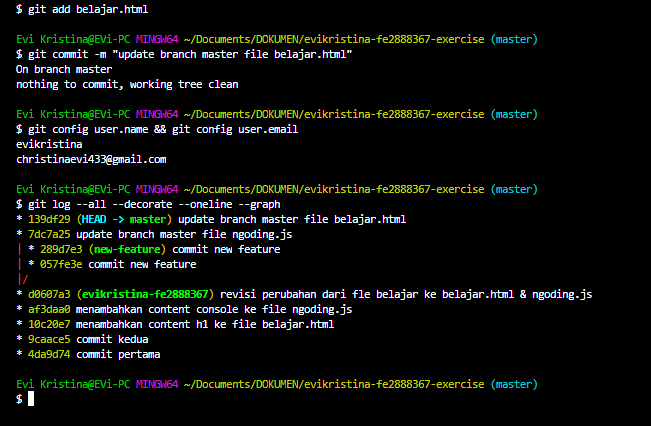 $ git add belajar.html
Evi Kristina@EVi-PC MINGW64 ~/Documents/DOKUMEN/evikristina-fe2888367-exercise (master)
$ git commit -m "update branch master file belajar.html"
On branch master
nothing to commit, working tree clean
Evi Kristina@EVi-PC MINGW64 ~/Documents/DOKUMEN/evikristina-fe2888367-exercise (master)
$ git config user.name && git config user.email
evikristina
christinaevi433@gmail.com
Evi Kristina@EVi-PC MINGW64 ~/Documents/DOKUMEN/evikristina-fe2888367-exercise (master)
$ git log --all --decorate --oneline --graph
* 139df29 (HEAD -> master) update branch master file belajar.html
* 7dc7a25 update branch master file ngoding.js
| * 289d7e3 (new-feature) commit new feature
| * 057fe3e commit new feature
|/
* d0607a3 (evikristina-fe2888367) revisi perubahan dari fle belajar ke belajar.html & ngoding.js
* af3daa0 menambahkan content console ke file ngoding.js
* 10c20e7 menambahkan content h1 ke file belajar.html
* 9caace5 commit kedua
* 4da9d74 commit pertama
Evi Kristina@EVi-PC MINGW64 ~/Documents/DOKUMEN/evikristina-fe2888367-exercise (master)
$